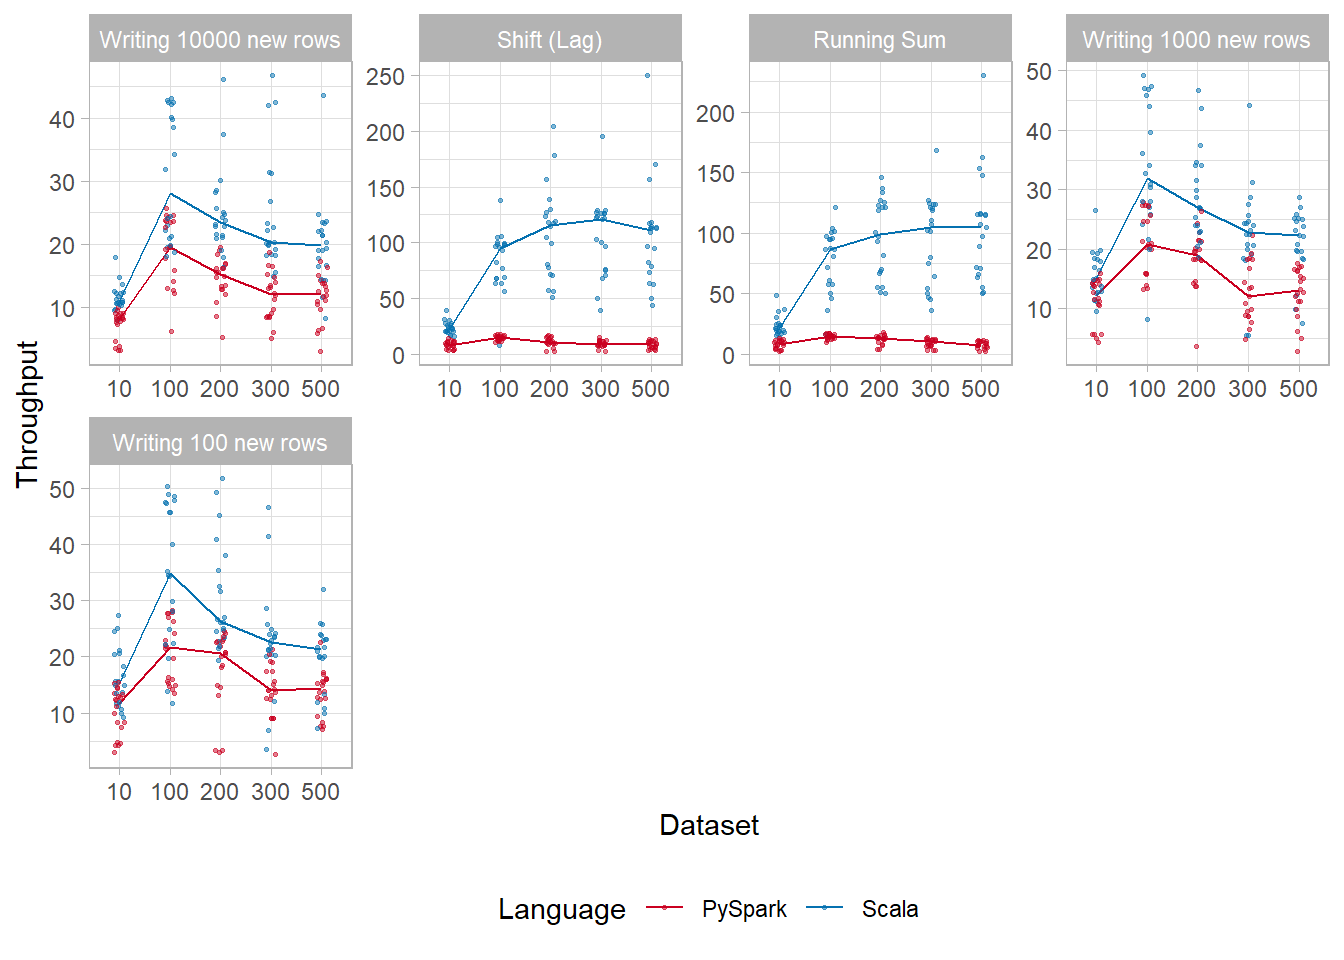 Writing 10000 new rows
Shift (Lag)
Running Sum
Writing 1000 new rows
40
30
20
10
250
200
150
100
50
0
200
150
100
50
0
50
40
30
20
10
10 100 200 300 500
10 100 200 300 500
10 100 200 300 500
10 100 200 300 500
Throughput
Writing 100 new rows
50
40
30
20
10
10 100 200 300 500
Dataset
Language PySpark Scala